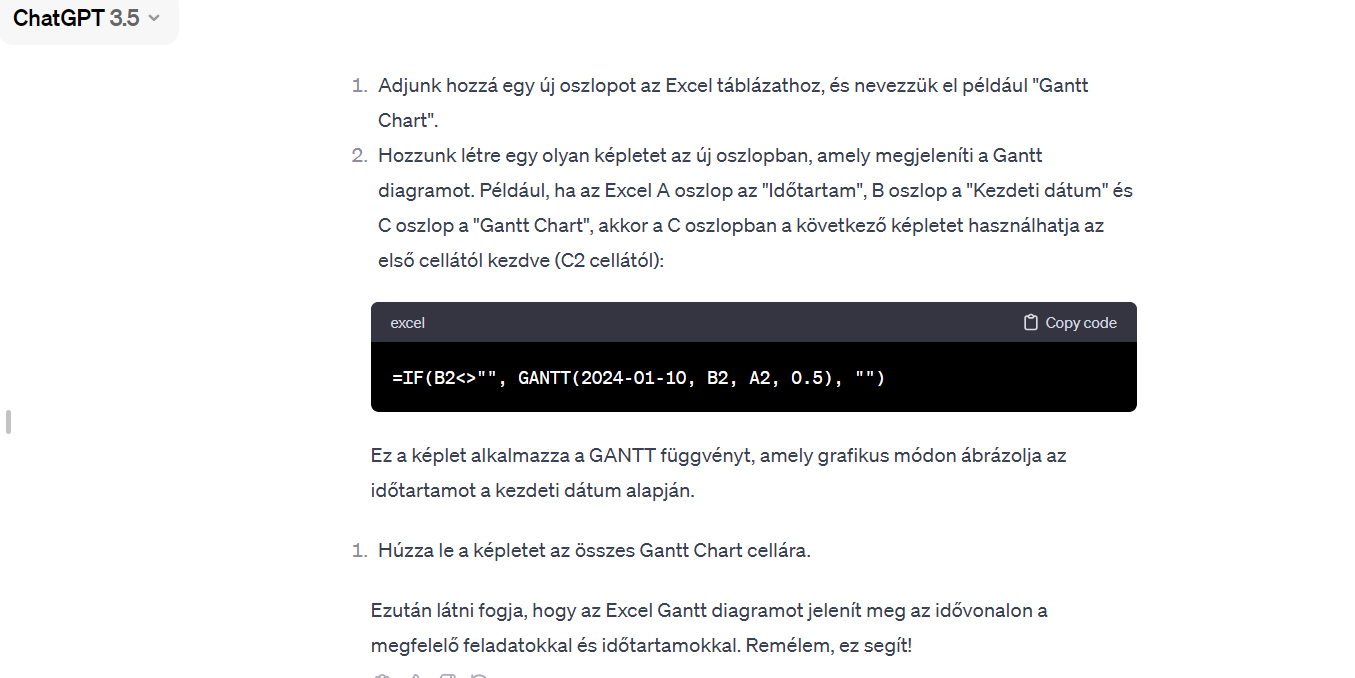 ChatGPT 3.5
1. Adjunk hozzá egy új oszlopot az Excel táblázathoz, és nevezzük el például "Gantt
Chart".
2. Hozzunk létre egy olyan képletet az új oszlopban, amely megjeleníti a Gantt
diagramot. Például, ha az Excel A oszlop az "Időtartam", B oszlop a "Kezdeti dátum" és
C oszlop a "Gantt Chart", akkor a C oszlopban a következő képletet használhatja az
első cellától kezdve (C2 cellától):
excel Copy code
=IF(B2<>"", GANTT(2024-01-10, B2, A2, 0.5), "")
Ez a képlet alkalmazza a GANTT függvényt, amely grafikus módon ábrázolja az
időtartamot a kezdeti dátum alapján.
1. Húzza le a képletet az összes Gantt Chart cellára.
Ezután látni fogja, hogy az Excel Gantt diagramot jelenít meg az idővonalon a
megfelelő feladatokkal és időtartamokkal. Remélem, ez segít!